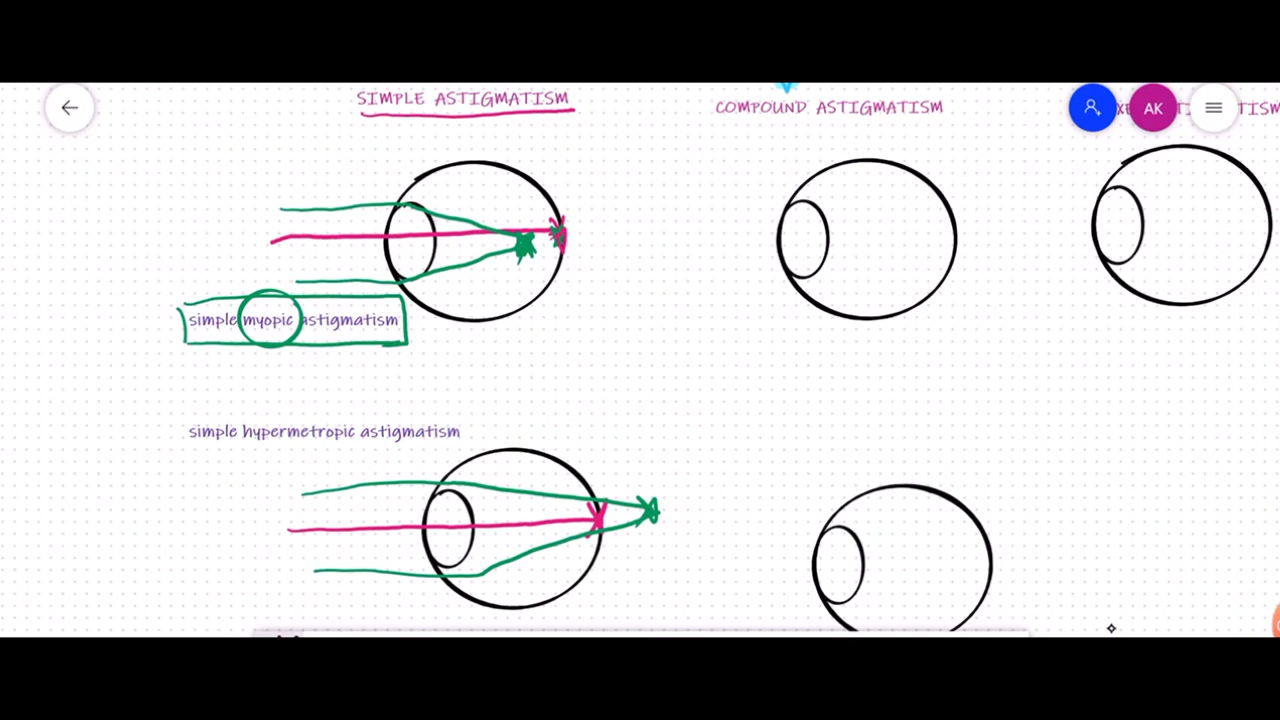 SIMPLE ASTIGMATISM
COMPOUND ASTIGMATISM
AK
simple myopic astigmatism
simple hypermetropic astigmatism